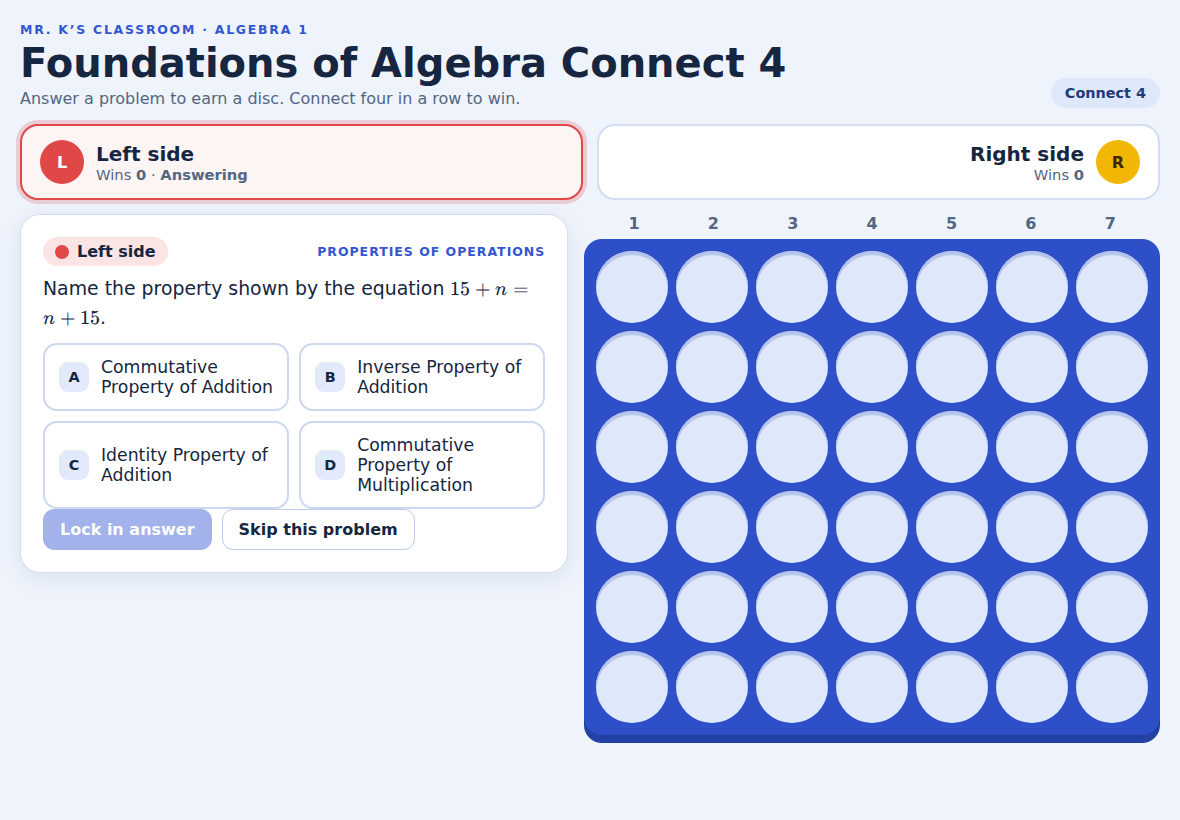 MR. K’S CLASSROOM · ALGEBRA 1
Foundations of Algebra Connect 4
Answer a problem to earn a disc. Connect four in a row to win.
Connect 4
L
Left side
Wins 0 · Answering
Right side
Wins 0
R
Left side
PROPERTIES OF OPERATIONS
Name the property shown by the equation 15 + n =
n + 15.
A
Commutative
Property of Addition
B
Inverse Property of
Addition
C
Identity Property of
Addition
D
Commutative
Property of
Multiplication
Lock in answer
Skip this problem
1 2 3 4 5 6 7